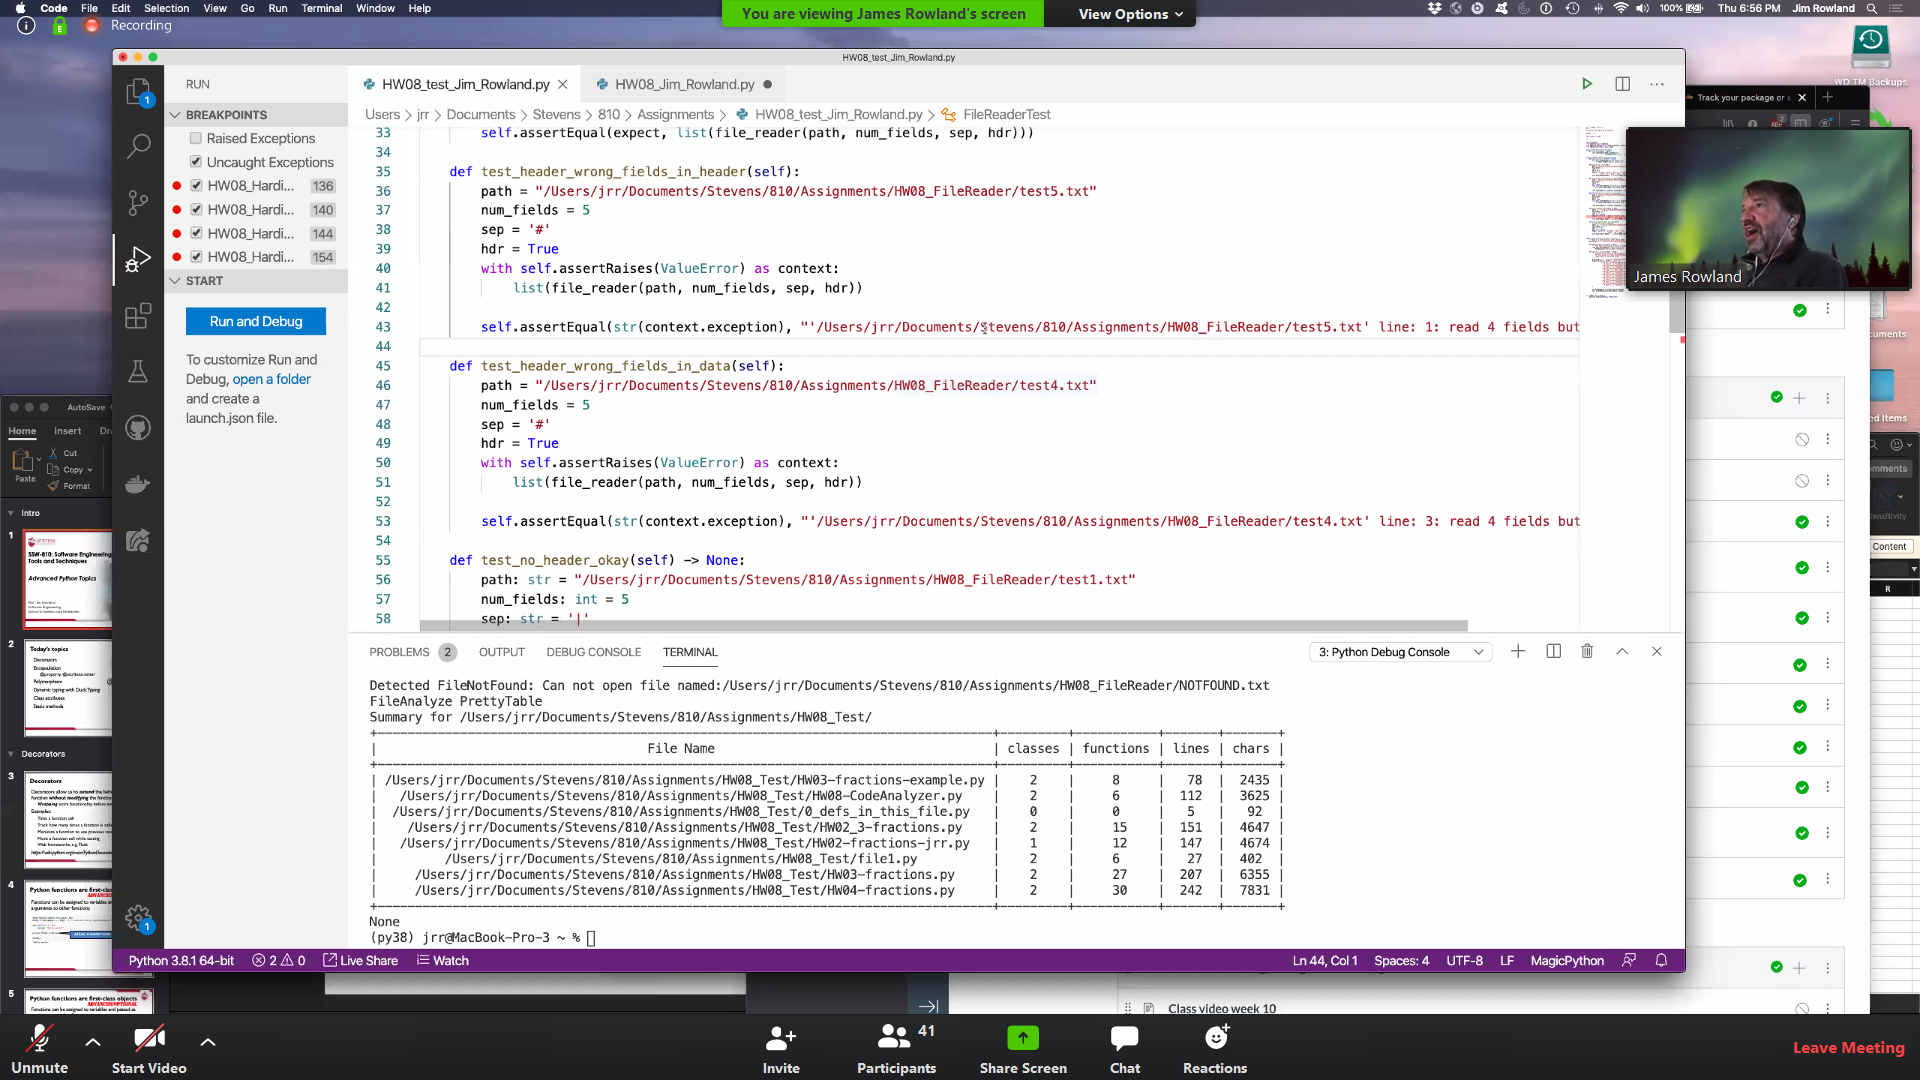 Code File Edit Selection View Go Run Terminal Window Help
You are viewing James Rowland's screen
View Options
100% Thu 6:56 PM Jim Rowland
Recording
HW08_test_Jim_Rowland.py
WD TM Backups
RUN
HW08_test_Jim_Rowland.py
HW08_Jim_Rowland.py
Track your package or s
Users > jrr > Documents > Stevens > 810 > Assignments > HW08_test_Jim_Rowland.py > FileReaderTest
BREAKPOINTS
Raised Exceptions
Uncaught Exceptions
HW08_Hardi... 136
HW08_Hardi... 140
HW08_Hardi... 144
HW08_Hardi... 154
START
Run and Debug
To customize Run and
Debug, open a folder
and create a
launch.json file.
33 self.assertEqual(expect, list(file_reader(path, num_fields, sep, hdr)))
34
35 def test_header_wrong_fields_in_header(self):
36 path = "/Users/jrr/Documents/Stevens/810/Assignments/HW08_FileReader/test5.txt"
37 num_fields = 5
38 sep = '#'
39 hdr = True
40 with self.assertRaises(ValueError) as context:
41 list(file_reader(path, num_fields, sep, hdr))
42
43 self.assertEqual(str(context.exception), "'/Users/jrr/Documents/Stevens/810/Assignments/HW08_FileReader/test5.txt' line: 1: read 4 fields but
44
45 def test_header_wrong_fields_in_data(self):
46 path = "/Users/jrr/Documents/Stevens/810/Assignments/HW08_FileReader/test4.txt"
47 num_fields = 5
48 sep = '#'
49 hdr = True
50 with self.assertRaises(ValueError) as context:
51 list(file_reader(path, num_fields, sep, hdr))
52
53 self.assertEqual(str(context.exception), "'/Users/jrr/Documents/Stevens/810/Assignments/HW08_FileReader/test4.txt' line: 3: read 4 fields but
54
55 def test_no_header_okay(self) -> None:
56 path: str = "/Users/jrr/Documents/Stevens/810/Assignments/HW08_FileReader/test1.txt"
57 num_fields: int = 5
58 sep: str = '|'
James Rowland
AutoSave
Home Insert
Paste
Cut
Copy
Format
Intro
1
SSW-810: Software Engineering
Tools and Techniques
Advanced Python Topics
2
Today's topics
Decorators
Encapsulation
Polymorphism
Dynamic typing with Duck Typing
Class attributes
Static methods
Decorators
3
Decorators
4
Python functions are first-cla
5
Python functions are first-class objects
PROBLEMS 2 OUTPUT DEBUG CONSOLE TERMINAL
3: Python Debug Console
Detected FileNotFound: Can not open file named:/Users/jrr/Documents/Stevens/810/Assignments/HW08_FileReader/NOTFOUND.txt
FileAnalyze PrettyTable
Summary for /Users/jrr/Documents/Stevens/810/Assignments/HW08_Test/
| File Name | classes | functions | lines | chars |
| /Users/jrr/Documents/Stevens/810/Assignments/HW08_Test/HW03-fractions-example.py | 2 | 8 | 78 | 2435 |
| /Users/jrr/Documents/Stevens/810/Assignments/HW08_Test/HW08-CodeAnalyzer.py | 2 | 6 | 112 | 3625 |
| /Users/jrr/Documents/Stevens/810/Assignments/HW08_Test/0_defs_in_this_file.py | 0 | 0 | 5 | 92 |
| /Users/jrr/Documents/Stevens/810/Assignments/HW08_Test/HW02_3-fractions.py | 2 | 15 | 151 | 4647 |
| /Users/jrr/Documents/Stevens/810/Assignments/HW08_Test/HW02-fractions-jrr.py | 1 | 12 | 147 | 4674 |
| /Users/jrr/Documents/Stevens/810/Assignments/HW08_Test/file1.py | 2 | 6 | 27 | 402 |
| /Users/jrr/Documents/Stevens/810/Assignments/HW08_Test/HW03-fractions.py | 2 | 27 | 207 | 6355 |
| /Users/jrr/Documents/Stevens/810/Assignments/HW08_Test/HW04-fractions.py | 2 | 30 | 242 | 7831 |
None
(py38) jrr@MacBook-Pro-3 ~ %
Python 3.8.1 64-bit 2 0 Live Share Watch
Ln 44, Col 1 Spaces: 4 UTF-8 LF MagicPython
Content
R
Class video week 10
Unmute
Start Video
Invite
41
Participants
Share Screen
Chat
Reactions
Leave Meeting